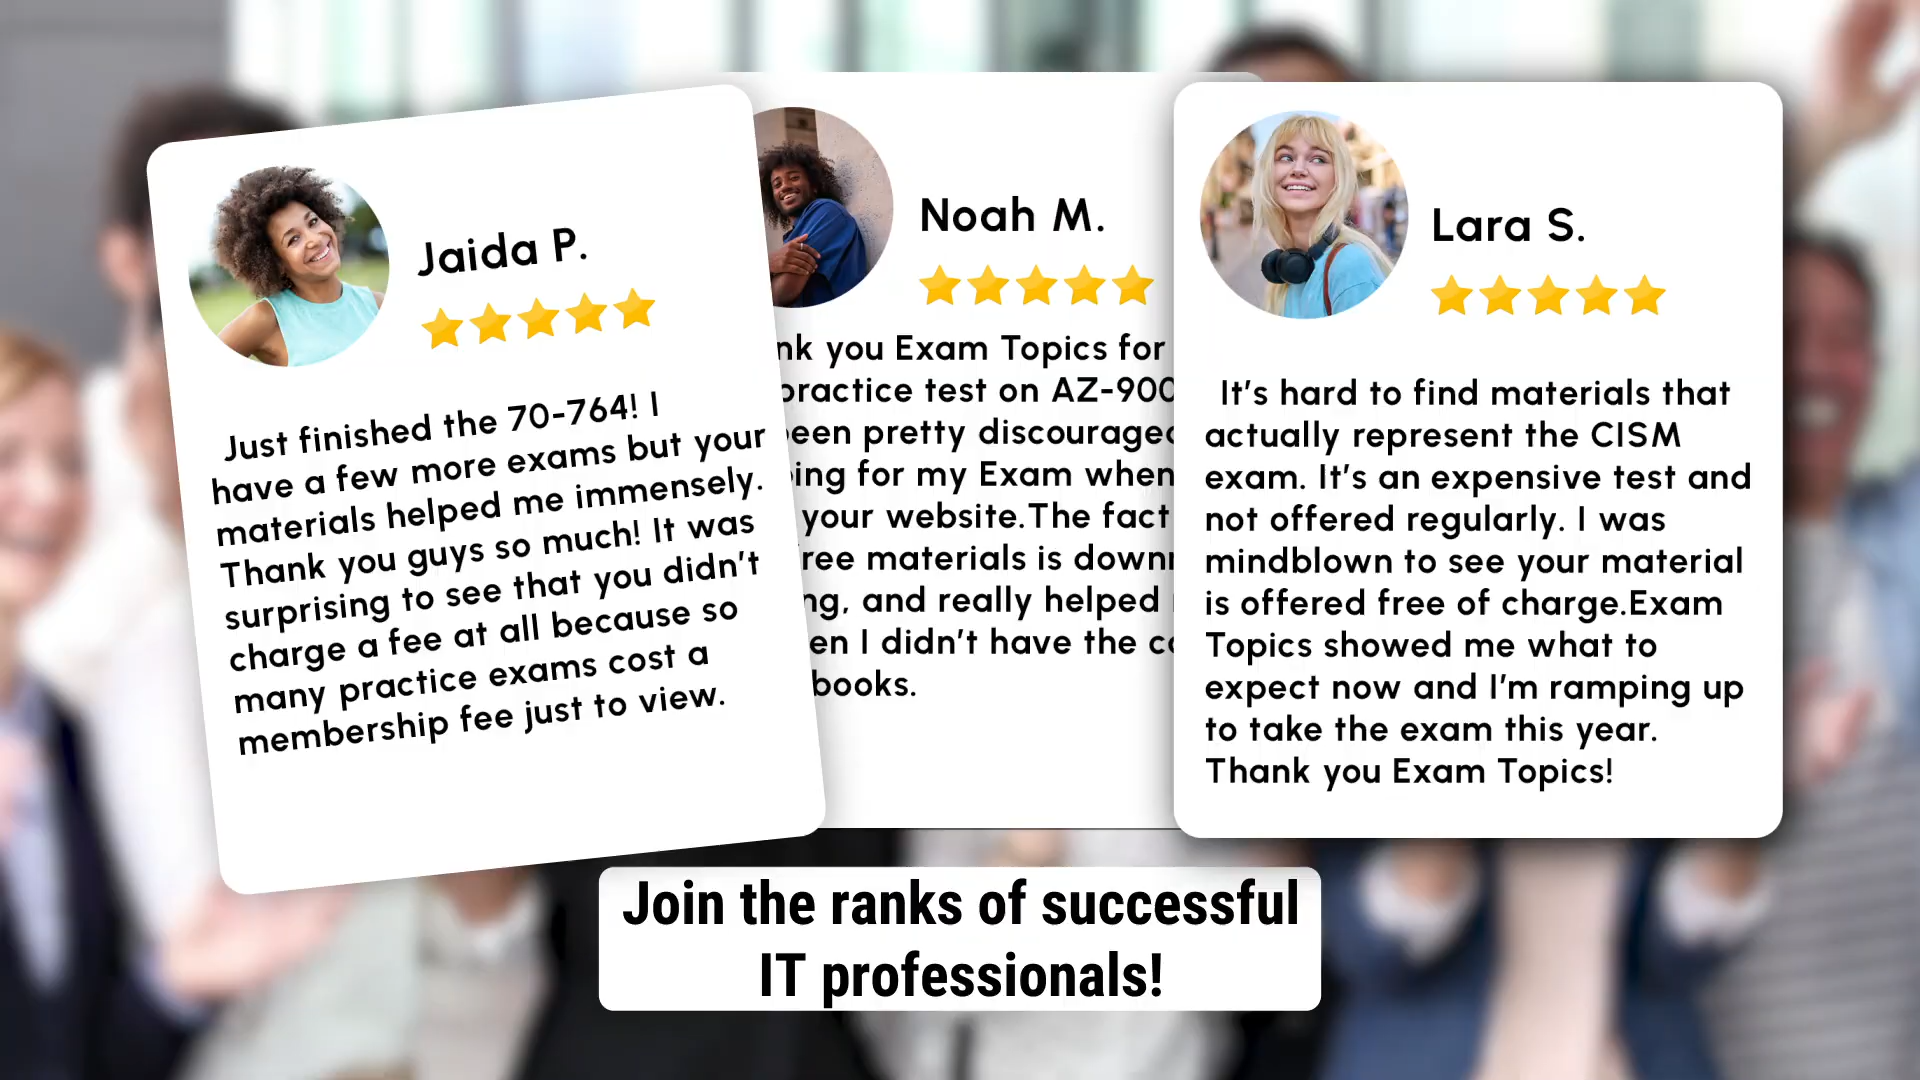 Jaida P.
Just finished the 70-764! I
have a few more exams but your
materials helped me immensely.
Thank you guys so much! It was
surprising to see that you didn't
charge a fee at all because so
many practice exams cost a
membership fee just to view.
Noah M.
you Exam Topics for
practice test on AZ-900
been pretty discouraged
for my Exam when
your website.The fact
free materials is
and really helped
I didn't have the
books.
Lara S.
It's hard to find materials that
actually represent the CISM
exam. It's an expensive test and
not offered regularly. I was
mindblown to see your material
is offered free of charge.Exam
Topics showed me what to
expect now and I'm ramping up
to take the exam this year.
Thank you Exam Topics!
Join the ranks of successful
IT professionals!